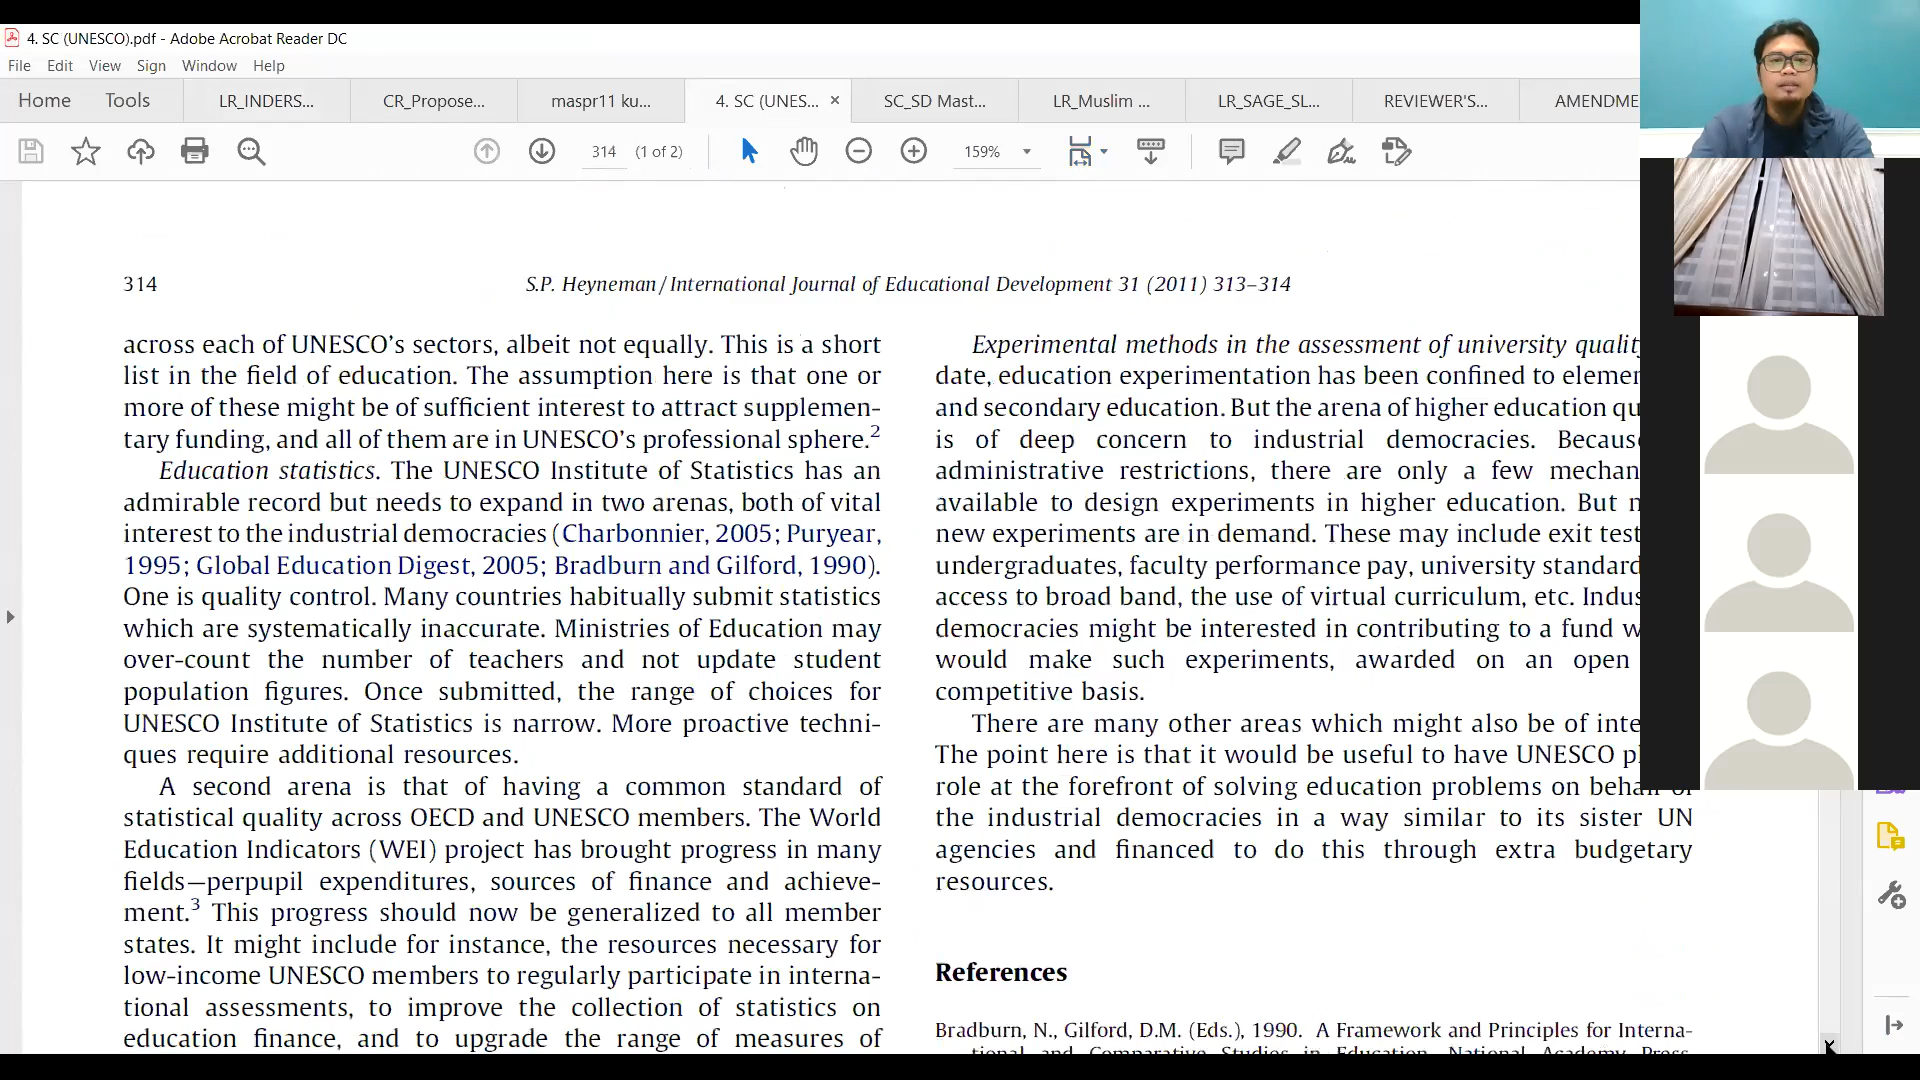 4. SC (UNESCO).pdf - Adobe Acrobat Reader DC
File Edit View Sign Window Help
Home Tools LR_INDERS... CR_Propose... maspr11 ku... 4. SC (UNES... × SC_SD Mast... LR_Muslim ... LR_SAGE_SL... REVIEWER'S... AMENDME
314 (1 of 2) 159%
314 S.P. Heyneman / International Journal of Educational Development 31 (2011) 313–314
across each of UNESCO's sectors, albeit not equally. This is a short
list in the field of education. The assumption here is that one or
more of these might be of sufficient interest to attract supplemen-
tary funding, and all of them are in UNESCO's professional sphere.2
Education statistics. The UNESCO Institute of Statistics has an
admirable record but needs to expand in two arenas, both of vital
interest to the industrial democracies (Charbonnier, 2005; Puryear,
1995; Global Education Digest, 2005; Bradburn and Gilford, 1990).
One is quality control. Many countries habitually submit statistics
which are systematically inaccurate. Ministries of Education may
over-count the number of teachers and not update student
population figures. Once submitted, the range of choices for
UNESCO Institute of Statistics is narrow. More proactive techni-
ques require additional resources.
A second arena is that of having a common standard of
statistical quality across OECD and UNESCO members. The World
Education Indicators (WEI) project has brought progress in many
fields—perpupil expenditures, sources of finance and achieve-
ment.3 This progress should now be generalized to all member
states. It might include for instance, the resources necessary for
low-income UNESCO members to regularly participate in interna-
tional assessments, to improve the collection of statistics on
education finance, and to upgrade the range of measures of
Experimental methods in the assessment of university quality
date, education experimentation has been confined to elemen
and secondary education. But the arena of higher education qu
is of deep concern to industrial democracies. Becaus
administrative restrictions, there are only a few mechan
available to design experiments in higher education. But n
new experiments are in demand. These may include exit test
undergraduates, faculty performance pay, university standard
access to broad band, the use of virtual curriculum, etc. Indus
democracies might be interested in contributing to a fund w
would make such experiments, awarded on an open
competitive basis.
There are many other areas which might also be of inte
The point here is that it would be useful to have UNESCO pl
role at the forefront of solving education problems on behalf of
the industrial democracies in a way similar to its sister UN
agencies and financed to do this through extra budgetary
resources.
References
Bradburn, N., Gilford, D.M. (Eds.), 1990. A Framework and Principles for Interna-
tional and Comparative Studies in Education. National Academy Press,